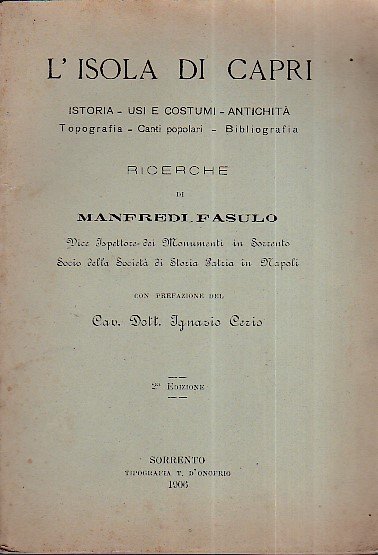 L' ISOLA DI CAPRI
ISTORIA - USI E COSTUMI - ANTICHITÀ
Topografia - Canti popolari - Bibliografia
RICERCHE
DI
MANFREDI FASULO
Vice Ispettore dei Monumenti in Sorrento
Socio della Società di Storia Patria in Napoli
CON PREFAZIONE DEL
Cav. Dott. Ignazio Cerio
2ª EDIZIONE
SORRENTO
TIPOGRAFIA T. D'ONOFRIO
1906